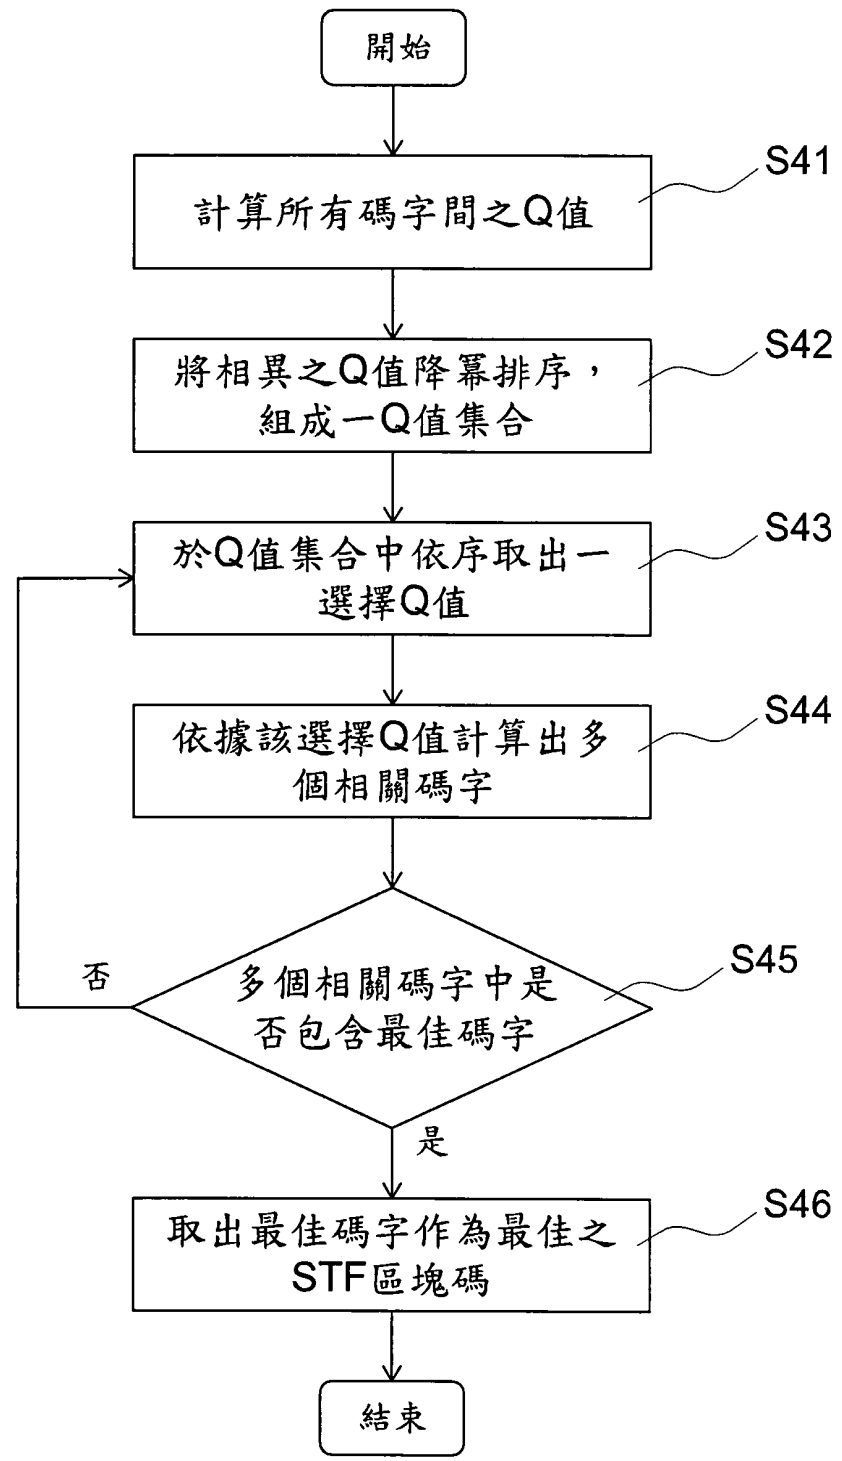 開始
S41
計算所有碼字間之Q值
S42
將相異之Q值降冪排序，
組成一Q值集合
S43
於Q值集合中依序取出一
選擇Q值
S44
依據該選擇Q值計算出多
個相關碼字
S45
否
多個相關碼字中是
否包含最佳碼字
是
S46
取出最佳碼字作為最佳之
STF區塊碼
結束